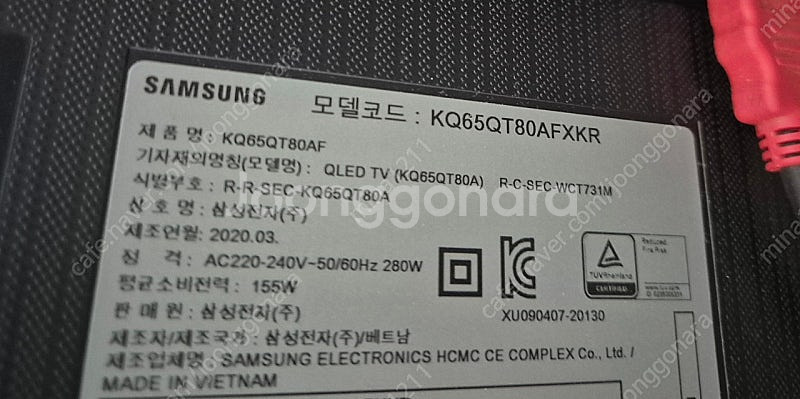 SAMSUNG
모델코드 : KQ65QT80AFXKR
제 품 명 : KQ65QT80AF
기자재의명칭(모델명) : QLED TV (KQ65QT80A) R-C-SEC-WCT731M
식별부호 : R-R-SEC-KQ65QT80A
상 호 명 : 삼성전자(주)
제조연월: 2020.03.
정 격 : AC220-240V~50/60Hz 280W
평균소비전력 : 155W
판 매 원 : 삼성전자(주)
XU090407-20130
제조자/제조국가: 삼성전자(주)/베트남
제조업체명 : SAMSUNG ELECTRONICS HCMC CE COMPLEX Co., Ltd. /
MADE IN VIETNAM
TÜVRheinland
CERTIFIED
Reduced
Fire Risk
joonggonara
cafe.naver.com/joonggonara